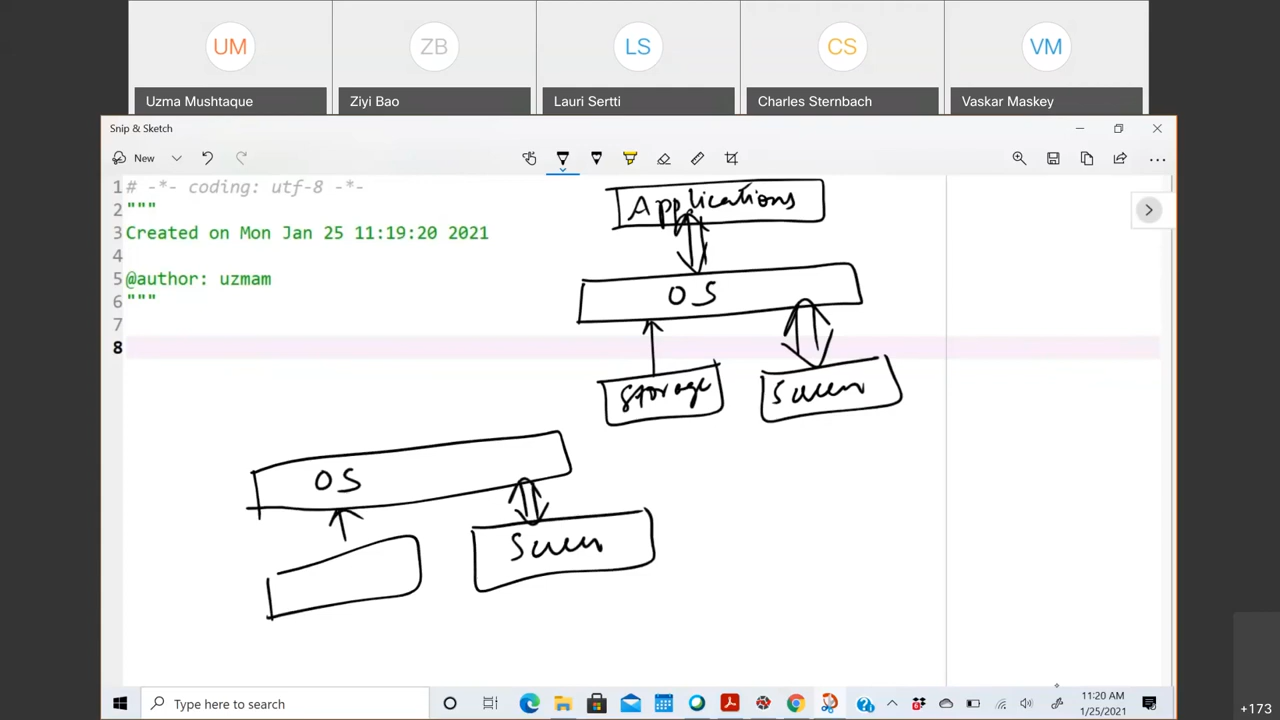 UM
ZB
LS
CS
VM
Uzma Mushtaque
Ziyi Bao
Lauri Sertti
Charles Sternbach
Vaskar Maskey
Snip & Sketch
New
1 # -*- coding: utf-8 -*-
2 """
3 Created on Mon Jan 25 11:19:20 2021
4
5 @author: uzmam
6 """
7
8
Applications
OS
Storage
Screen
OS
Screen
Type here to search
11:20 AM
1/25/2021
+173